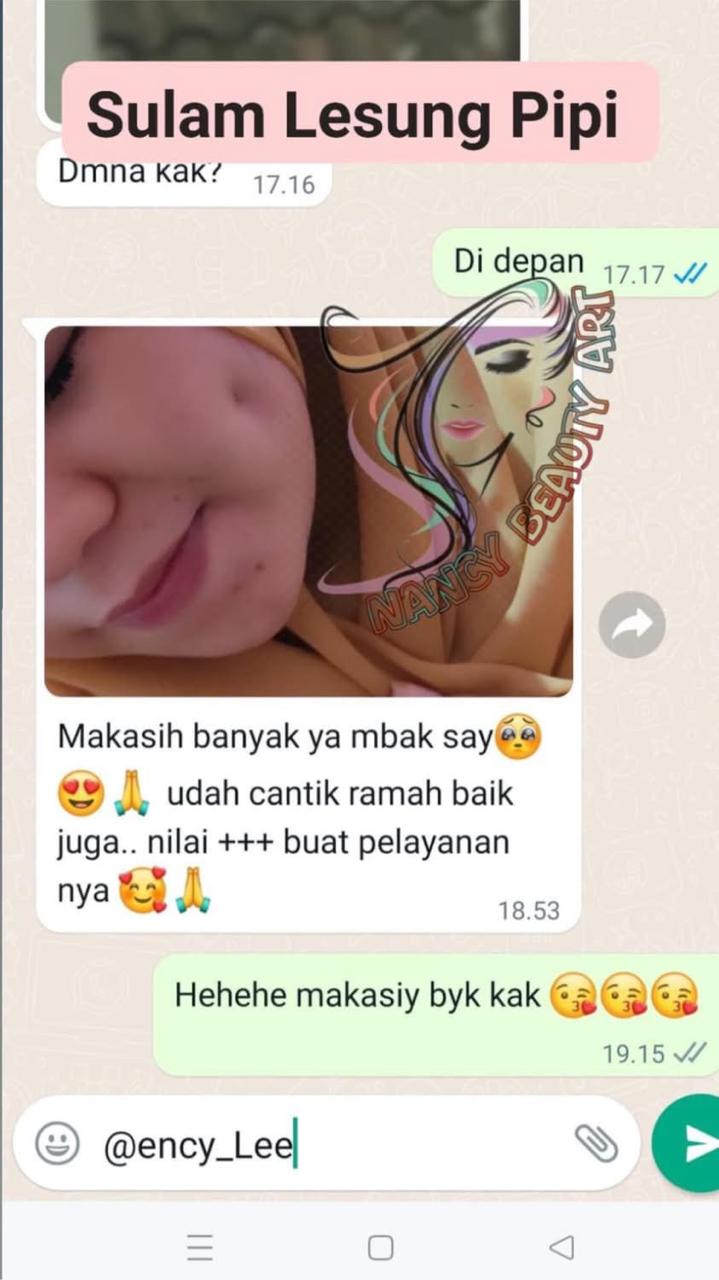 Sulam Lesung Pipi
Dmna kak? 17.16
Di depan 17.17
NANCY BEAUTY ART
Makasih banyak ya mbak say🥺
😍🙏 udah cantik ramah baik
juga.. nilai +++ buat pelayanan
nya 🥰🙏
18.53
Hehehe makasiy byk kak 😘😘😘
19.15
@ency_Lee